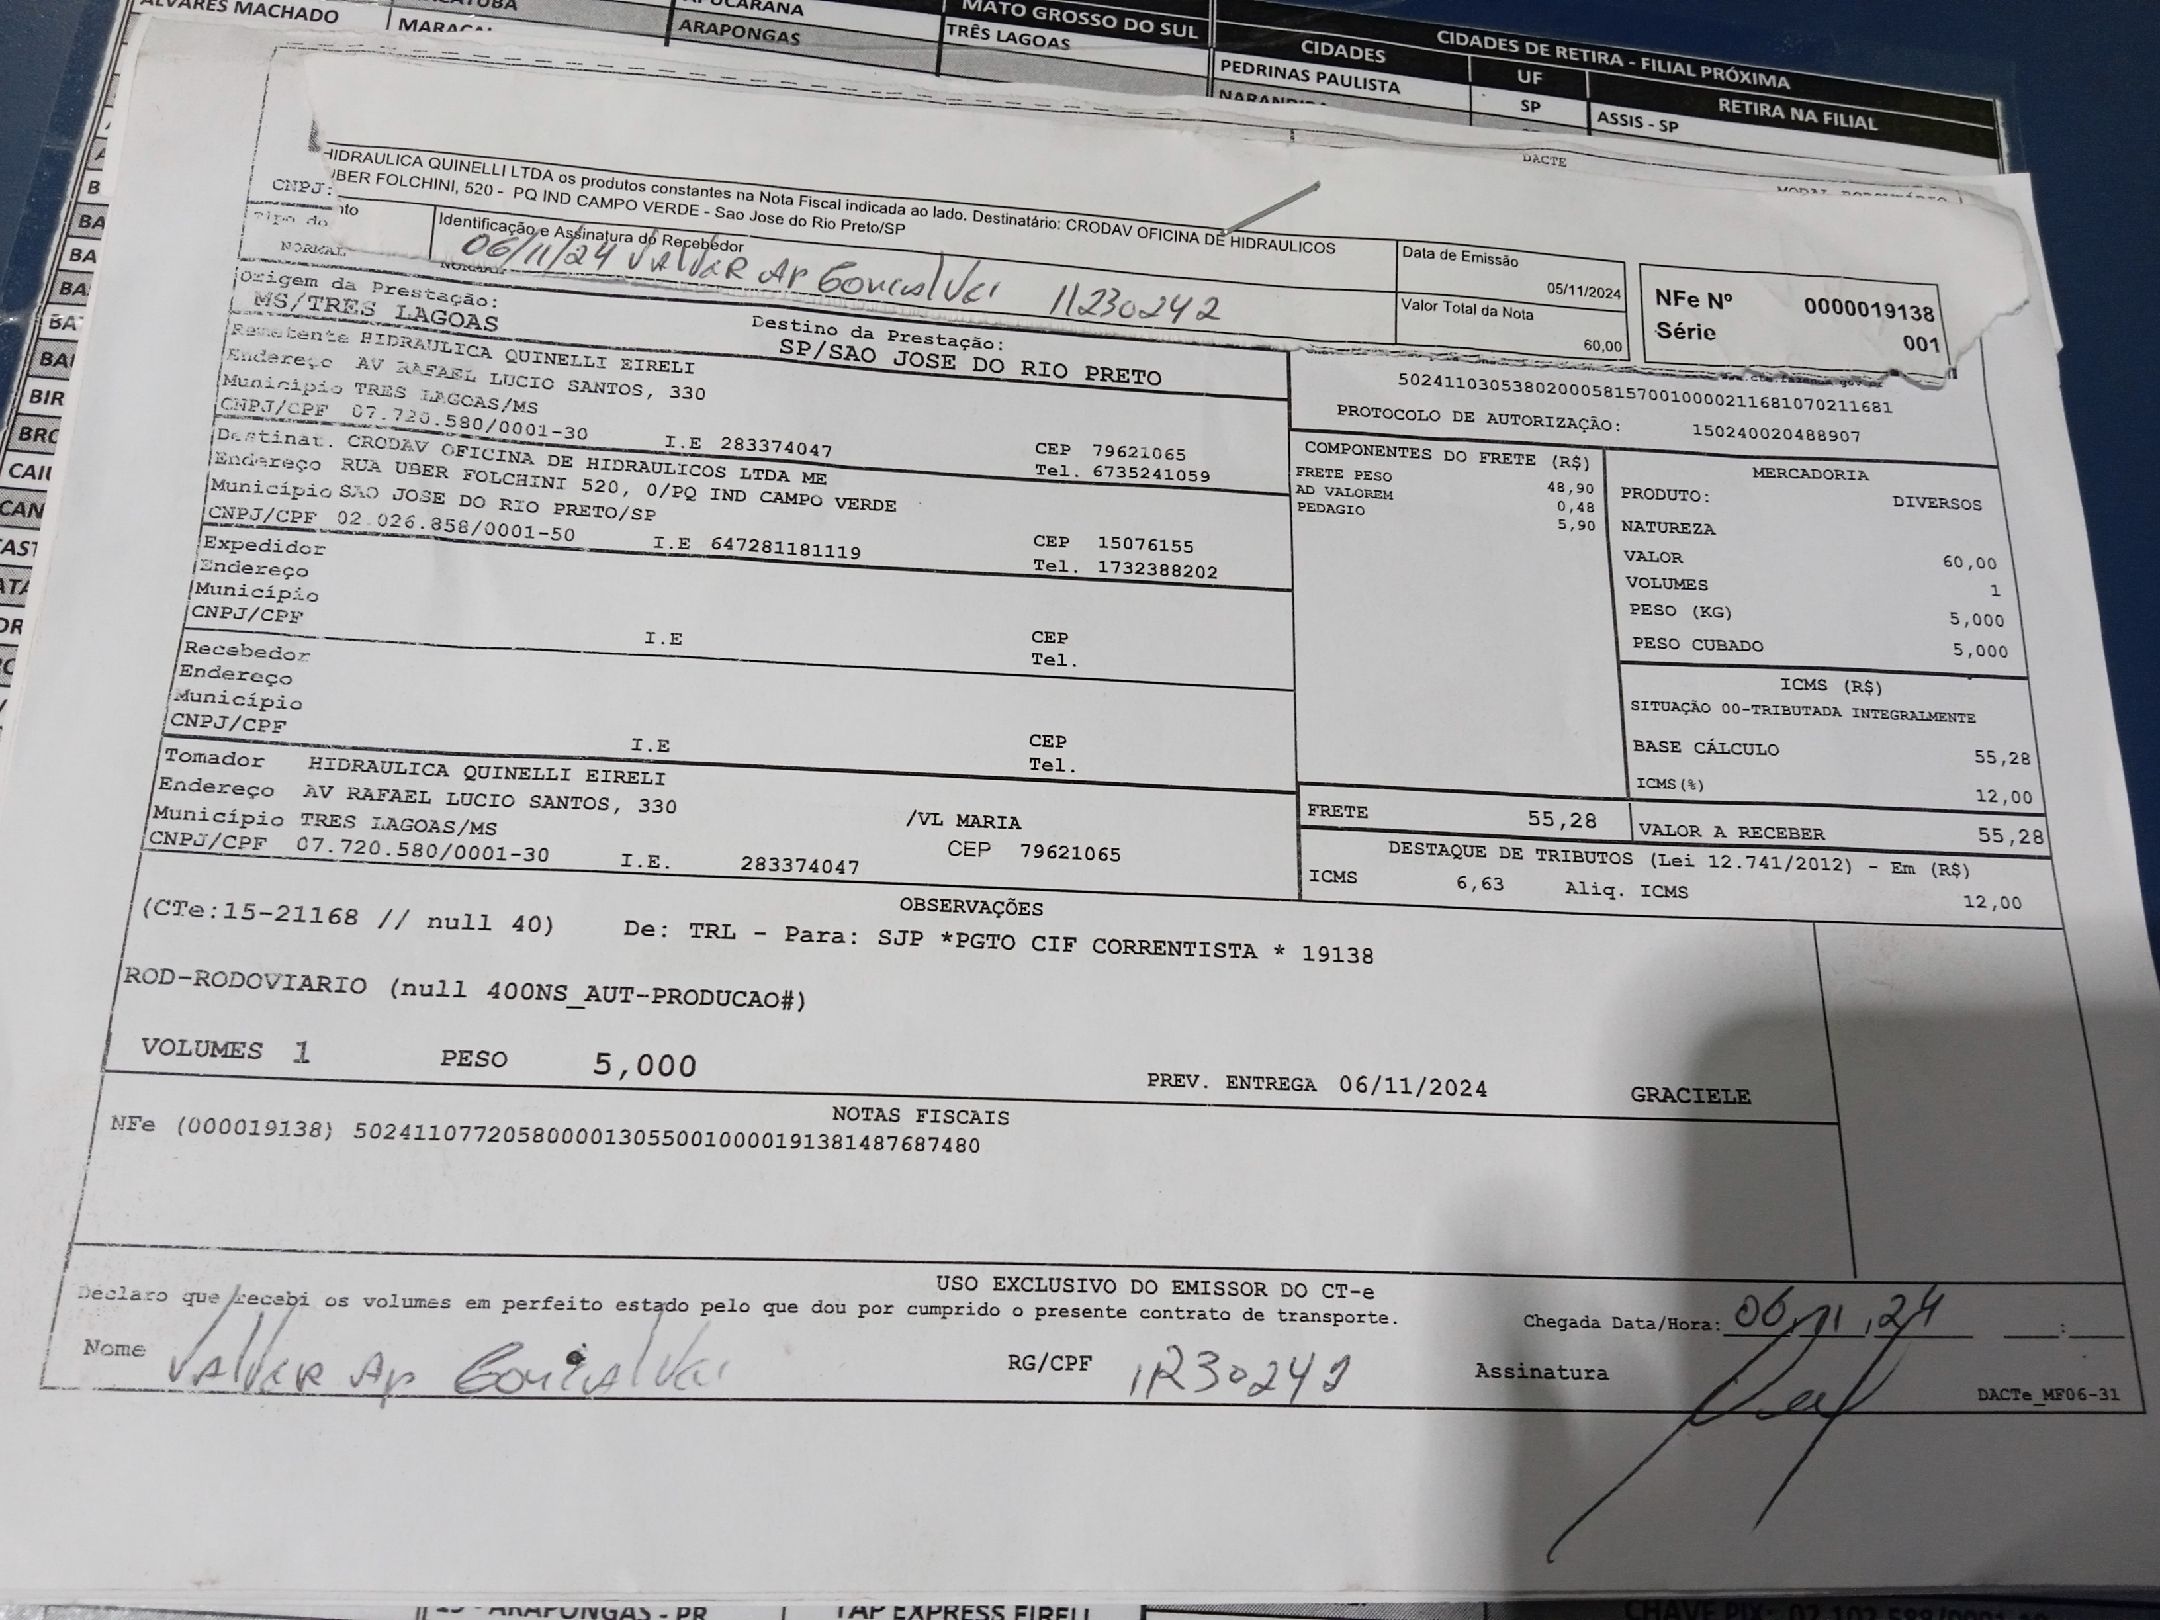 ALVARES MACHADO
ARAPONGAS
MATO GROSSO DO SUL
TRÊS LAGOAS
CIDADES
UF
CIDADES DE RETIRA - FILIAL PRÓXIMA
RETIRA NA FILIAL
PEDRINAS PAULISTA
SP
ASSIS - SP
DACTE
HIDRAULICA QUINELLI LTDA os produtos constantes na Nota Fiscal indicada ao lado. Destinatário: CRODAV OFICINA DE HIDRAULICOS
UBER FOLCHINI, 520 - PQ IND CAMPO VERDE - Sao Jose do Rio Preto/SP
CNPJ:
Tipo do
NORMAL
Identificação e Assinatura do Recebedor
06/11/24 Valder Ap Goncalves 11230242
Data de Emissão
05/11/2024
Valor Total da Nota
60,00
NFe Nº 0000019138
Série 001
Origem da Prestação:
MS/TRES LAGOAS
Destino da Prestação:
SP/SAO JOSE DO RIO PRETO
50241103053802000581570010000211681070211681
PROTOCOLO DE AUTORIZAÇÃO: 150240020488907
Remetente HIDRAULICA QUINELLI EIRELI
Endereço AV RAFAEL LUCIO SANTOS, 330
Município TRES LAGOAS/MS CEP 79621065
CNPJ/CPF 07.720.580/0001-30 I.E 283374047 Tel. 6735241059
Destinat. CRODAV OFICINA DE HIDRAULICOS LTDA ME
Endereço RUA UBER FOLCHINI 520, 0/PQ IND CAMPO VERDE
Município SAO JOSE DO RIO PRETO/SP CEP 15076155
CNPJ/CPF 02.026.858/0001-50 I.E 647281181119 Tel. 1732388202
Expedidor
Endereço
Município CEP
CNPJ/CPF I.E Tel.
Recebedor
Endereço
Município CEP
CNPJ/CPF I.E Tel.
Tomador HIDRAULICA QUINELLI EIRELI
Endereço AV RAFAEL LUCIO SANTOS, 330 /VL MARIA
Município TRES LAGOAS/MS CEP 79621065
CNPJ/CPF 07.720.580/0001-30 I.E. 283374047
COMPONENTES DO FRETE (R$)
FRETE PESO 48,90
AD VALOREM 0,48
PEDAGIO 5,90
MERCADORIA
PRODUTO: DIVERSOS
NATUREZA
VALOR 60,00
VOLUMES 1
PESO (KG) 5,000
PESO CUBADO 5,000
ICMS (R$)
SITUAÇÃO 00-TRIBUTADA INTEGRALMENTE
BASE CÁLCULO 55,28
ICMS(%) 12,00
FRETE 55,28 VALOR A RECEBER 55,28
DESTAQUE DE TRIBUTOS (Lei 12.741/2012) - Em (R$)
ICMS 6,63 Aliq. ICMS 12,00
OBSERVAÇÕES
(CTe:15-21168 // null 40) De: TRL - Para: SJP *PGTO CIF CORRENTISTA * 19138
ROD-RODOVIARIO (null 400NS_AUT-PRODUCAO#)
VOLUMES 1 PESO 5,000 PREV. ENTREGA 06/11/2024 GRACIELE
NOTAS FISCAIS
NFe (000019138) 50241107720580000130550010000191381487687480
USO EXCLUSIVO DO EMISSOR DO CT-e
Declaro que recebi os volumes em perfeito estado pelo que dou por cumprido o presente contrato de transporte.
Chegada Data/Hora: 06/11/24
Nome Valder Ap Goncalves RG/CPF 11230242 Assinatura
DACTe_MF06-31